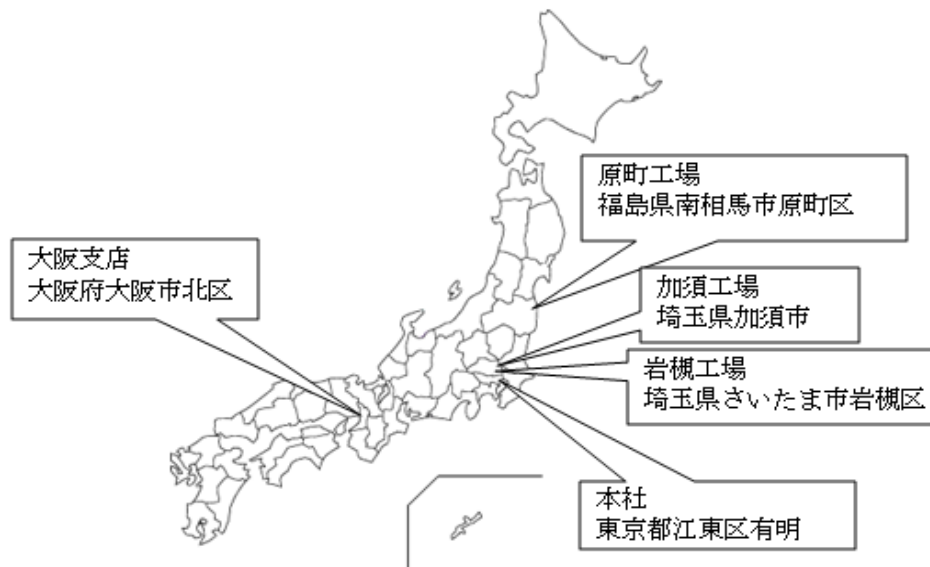 原町工場
福島県南相馬市原町区
大阪支店
大阪府大阪市北区
加須工場
埼玉県加須市
岩槻工場
埼玉県さいたま市岩槻区
本社
東京都江東区有明